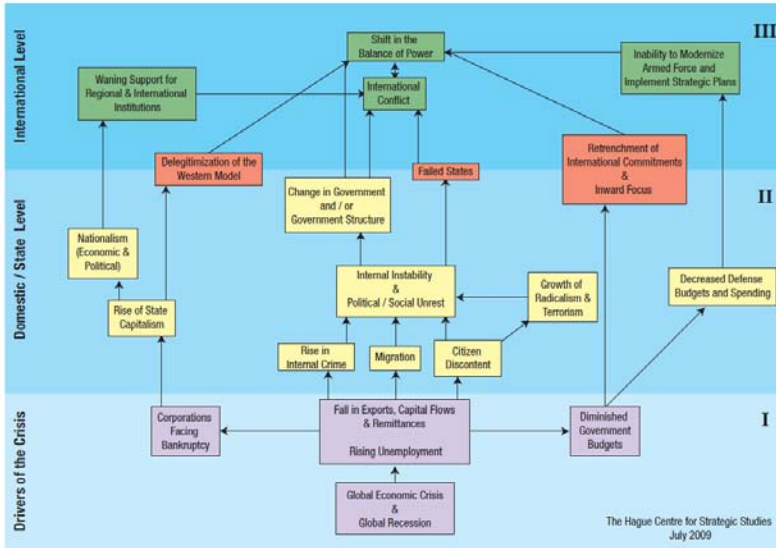 III
International Level
Shift in the
Balance of Power
Inability to Modernize
Armed Force and
Implement Strategic Plans
Waning Support for
Regional & International
Institutions
International
Conflict
Delegitimization of the
Western Model
Failed States
Retrenchment of
International Commitments
&
Inward Focus
II
Domestic / State Level
Change in Government
and / or
Government Structure
Nationalism
(Economic &
Political)
Internal Instability
&
Political / Social Unrest
Growth of
Radicalism &
Terrorism
Decreased Defense
Budgets and Spending
Rise of State
Capitalism
Rise in
Internal Crime
Migration
Citizen
Discontent
I
Drivers of the Crisis
Corporations
Facing
Bankruptcy
Fall in Exports, Capital Flows
& Remittances
Rising Unemployment
Diminished
Government
Budgets
Global Economic Crisis
&
Global Recession
The Hague Centre for Strategic Studies
July 2009